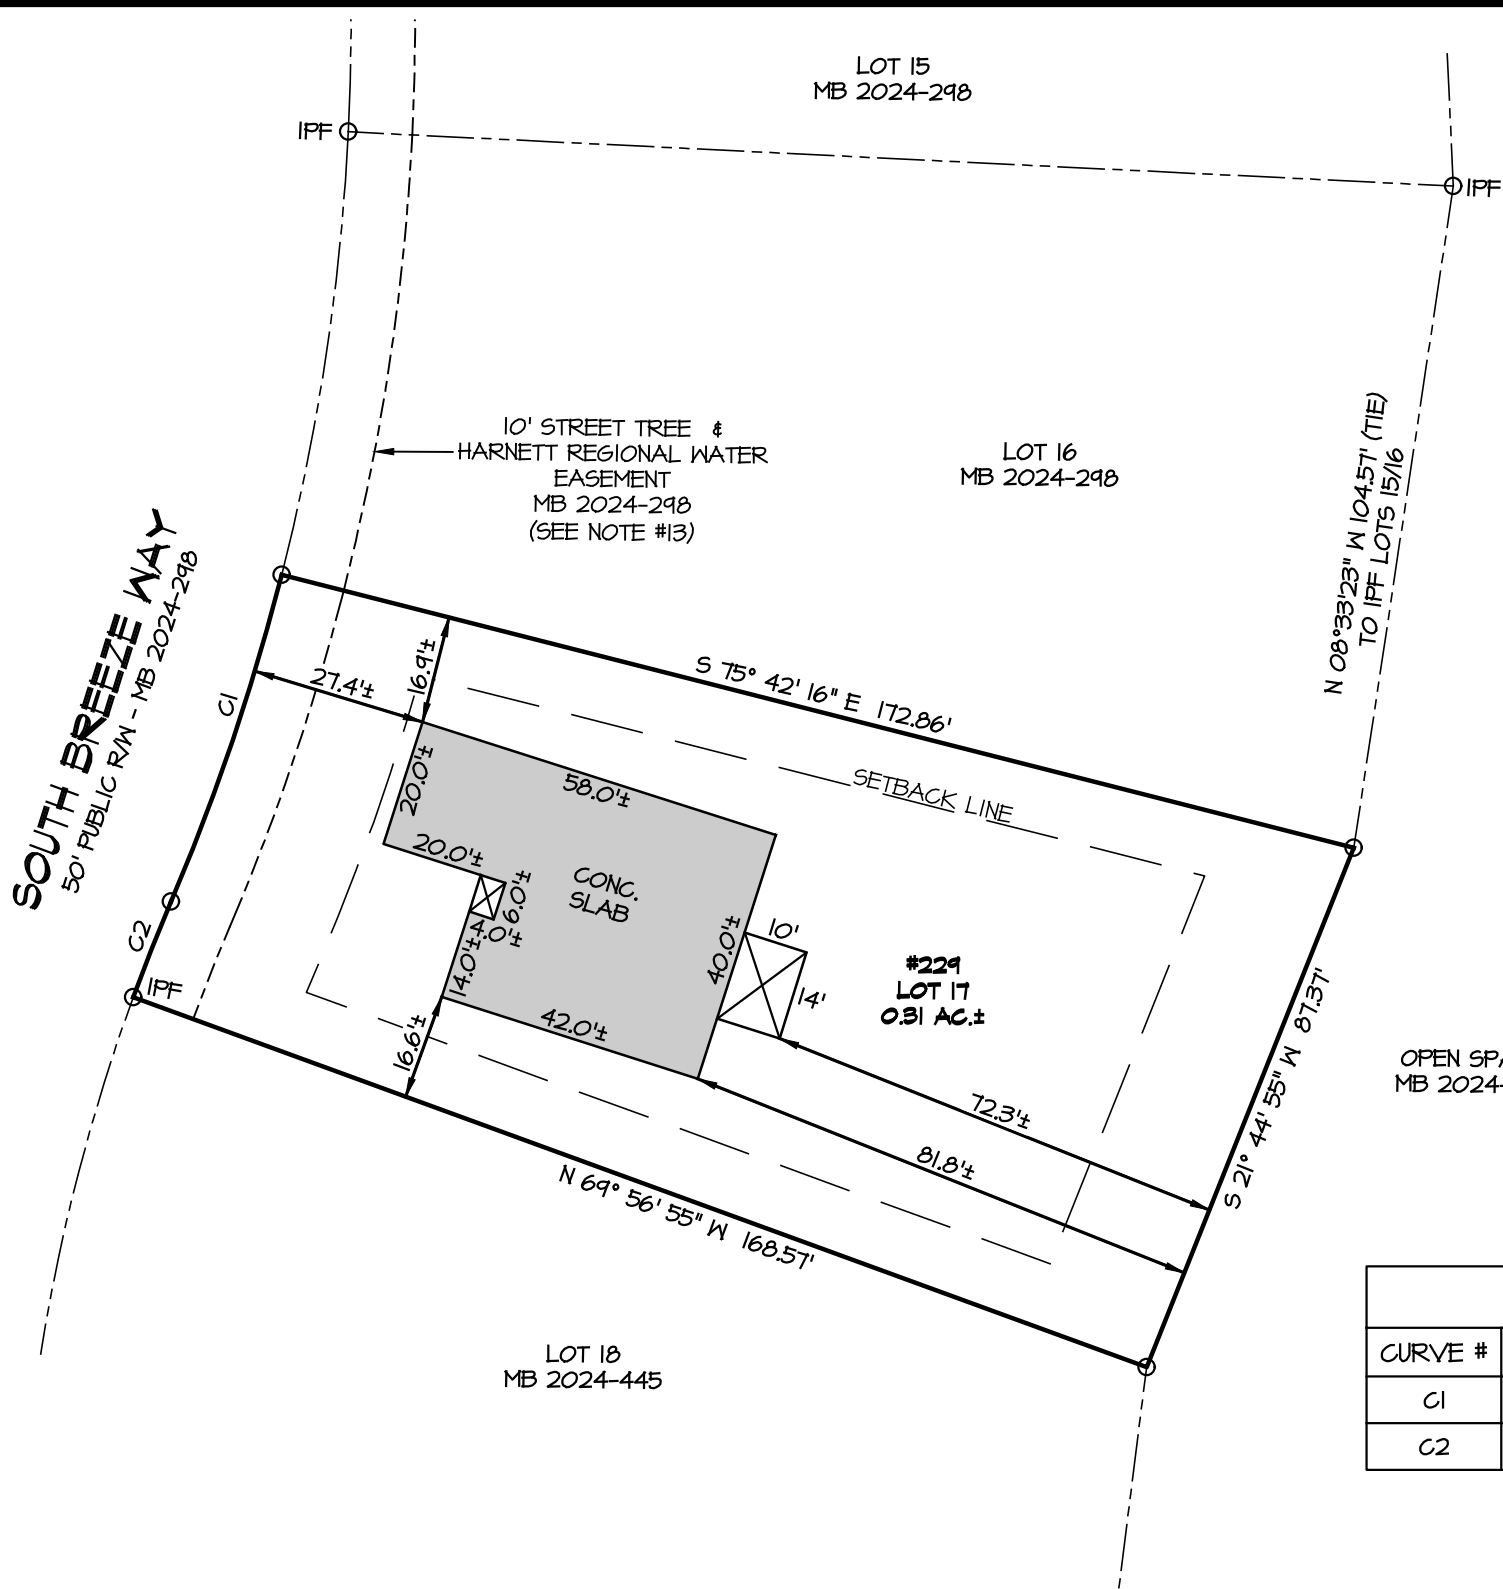 LOT 15
MB 2024-298
IPF
IPF
10' STREET TREE &
HARNETT REGIONAL WATER
EASEMENT
MB 2024-298
(SEE NOTE #13)
LOT 16
MB 2024-298
N 08°33'23" W 104.57' (TIE)
TO IPF LOTS 15/16
SOUTH BREEZE WAY
50' PUBLIC R/W - MB 2024-298
C1
C2
IPF
27.4'±
16.9'±
S 75° 42' 16" E 172.86'
SETBACK LINE
20.0'±
58.0'±
20.0'±
6.0'±
4.0'±
14.0'±
CONC.
SLAB
40.0'±
10'
14'
42.0'±
16.6'±
#229
LOT 17
0.31 AC.±
72.3'±
81.8'±
S 21° 44' 55" W 87.37'
N 69° 56' 55" W 168.57'
MB 2024-
LOT 18
MB 2024-445
CURVE #
C1
C2
OPEN